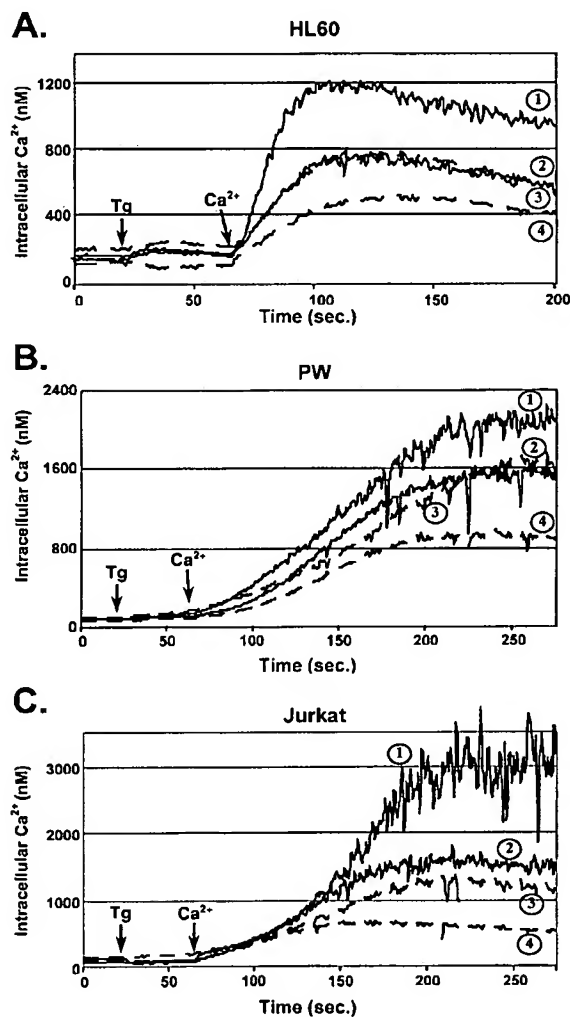 A.
HL60
Intracellular Ca²⁺ (nM)
1200
800
400
0
Tg
Ca²⁺
1
2
3
4
0 50 100 150 200
Time (sec.)
B.
PW
Intracellular Ca²⁺ (nM)
2400
1600
800
0
Tg
Ca²⁺
1
2
3
4
0 50 100 150 200 250
Time (sec.)
C.
Jurkat
Intracellular Ca²⁺ (nM)
3000
2000
1000
0
Tg
Ca²⁺
1
2
3
4
0 50 100 150 200 250
Time (sec.)